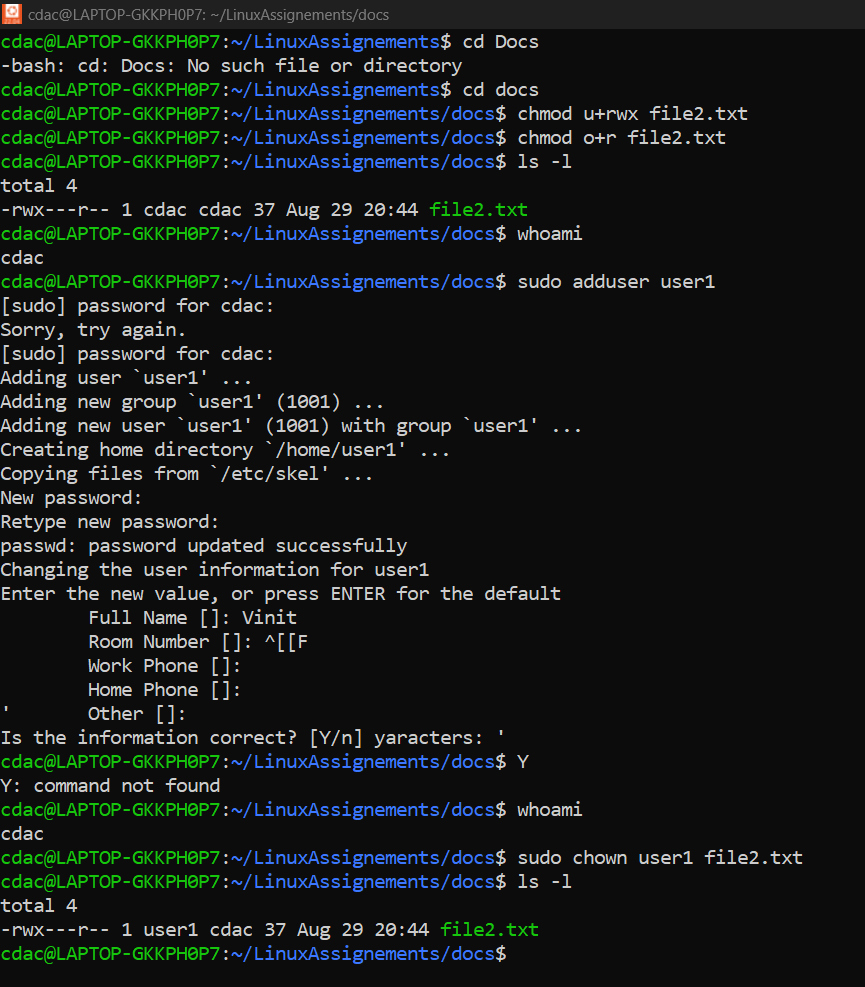 cdac@LAPTOP-GKKPH0P7: ~/LinuxAssignements/docs
cdac@LAPTOP-GKKPH0P7:~/LinuxAssignements$ cd Docs
-bash: cd: Docs: No such file or directory
cdac@LAPTOP-GKKPH0P7:~/LinuxAssignements$ cd docs
cdac@LAPTOP-GKKPH0P7:~/LinuxAssignements/docs$ chmod u+rwx file2.txt
cdac@LAPTOP-GKKPH0P7:~/LinuxAssignements/docs$ chmod o+r file2.txt
cdac@LAPTOP-GKKPH0P7:~/LinuxAssignements/docs$ ls -l
total 4
-rwx---r-- 1 cdac cdac 37 Aug 29 20:44 file2.txt
cdac@LAPTOP-GKKPH0P7:~/LinuxAssignements/docs$ whoami
cdac
cdac@LAPTOP-GKKPH0P7:~/LinuxAssignements/docs$ sudo adduser user1
[sudo] password for cdac:
Sorry, try again.
[sudo] password for cdac:
Adding user `user1' ...
Adding new group `user1' (1001) ...
Adding new user `user1' (1001) with group `user1' ...
Creating home directory `/home/user1' ...
Copying files from `/etc/skel' ...
New password:
Retype new password:
passwd: password updated successfully
Changing the user information for user1
Enter the new value, or press ENTER for the default
        Full Name []: Vinit
        Room Number []: ^[[F
        Work Phone []:
        Home Phone []:
'       Other []:
Is the information correct? [Y/n] yaracters: '
cdac@LAPTOP-GKKPH0P7:~/LinuxAssignements/docs$ Y
Y: command not found
cdac@LAPTOP-GKKPH0P7:~/LinuxAssignements/docs$ whoami
cdac
cdac@LAPTOP-GKKPH0P7:~/LinuxAssignements/docs$ sudo chown user1 file2.txt
cdac@LAPTOP-GKKPH0P7:~/LinuxAssignements/docs$ ls -l
total 4
-rwx---r-- 1 user1 cdac 37 Aug 29 20:44 file2.txt
cdac@LAPTOP-GKKPH0P7:~/LinuxAssignements/docs$